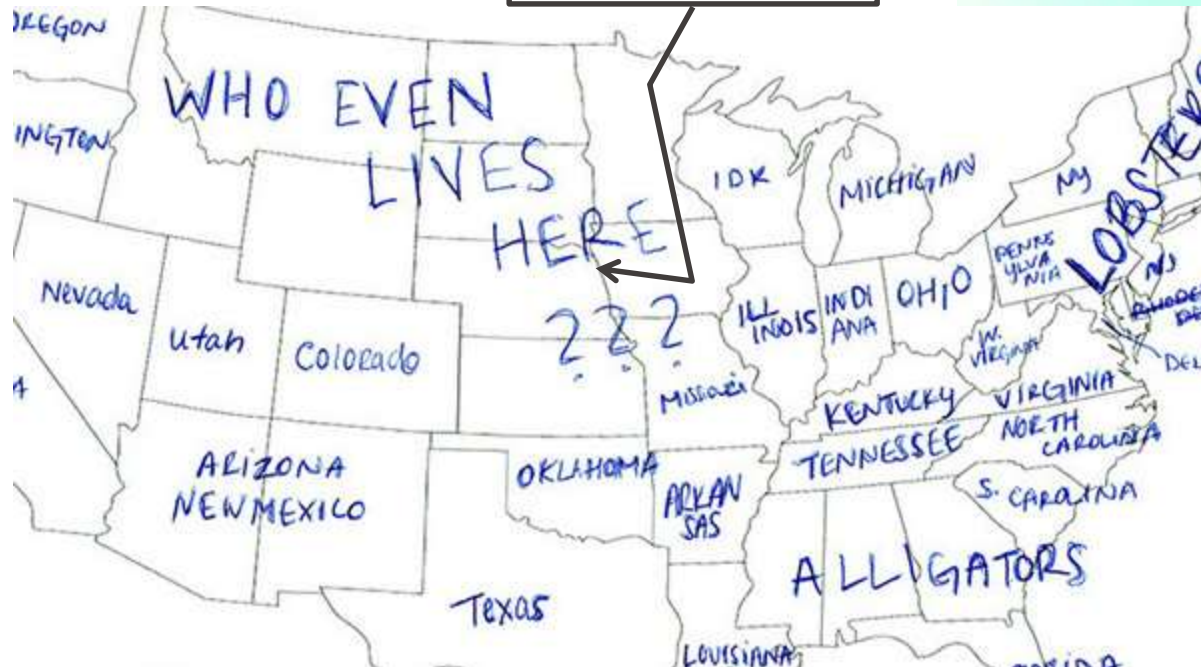 OREGON
WHO EVEN
LIVES
HERE
? ? ?
INGTON
IDK
MICHIGAN
NY
LOBSTER
PENNS
YLVA
NIA
NJ
Nevada
Utah
Colorado
ILL
INOIS
INDI
ANA
OHIO
W.
VIRGINIA
DEL
Missouri
KENTUCKY
VIRGINIA
TENNESSEE
NORTH
CAROLINA
ARIZONA
NEW MEXICO
OKLAHOMA
ARKAN
SAS
S. CAROLINA
ALLIGATORS
Texas
LOUISIANA